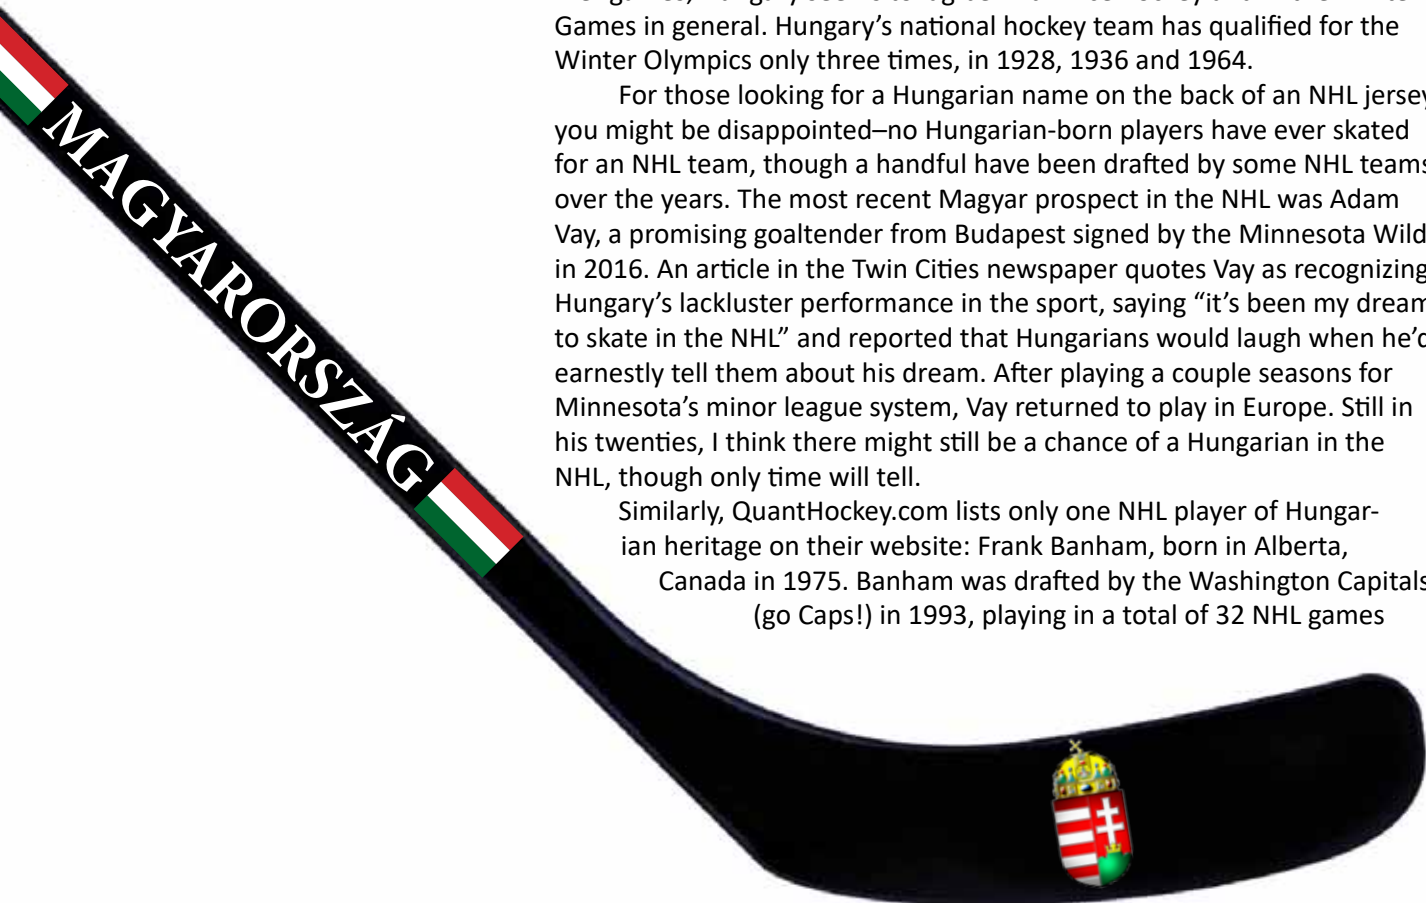 MAGYARORSZÁG
Games in general. Hungary’s national hockey team has qualified for the
Winter Olympics only three times, in 1928, 1936 and 1964.
For those looking for a Hungarian name on the back of an NHL jersey
you might be disappointed–no Hungarian-born players have ever skated
for an NHL team, though a handful have been drafted by some NHL teams
over the years. The most recent Magyar prospect in the NHL was Adam
Vay, a promising goaltender from Budapest signed by the Minnesota Wild
in 2016. An article in the Twin Cities newspaper quotes Vay as recognizing
Hungary’s lackluster performance in the sport, saying “it’s been my dream
to skate in the NHL” and reported that Hungarians would laugh when he’d
earnestly tell them about his dream. After playing a couple seasons for
Minnesota’s minor league system, Vay returned to play in Europe. Still in
his twenties, I think there might still be a chance of a Hungarian in the
NHL, though only time will tell.
Similarly, QuantHockey.com lists only one NHL player of Hungar-
ian heritage on their website: Frank Banham, born in Alberta,
Canada in 1975. Banham was drafted by the Washington Capitals
(go Caps!) in 1993, playing in a total of 32 NHL games